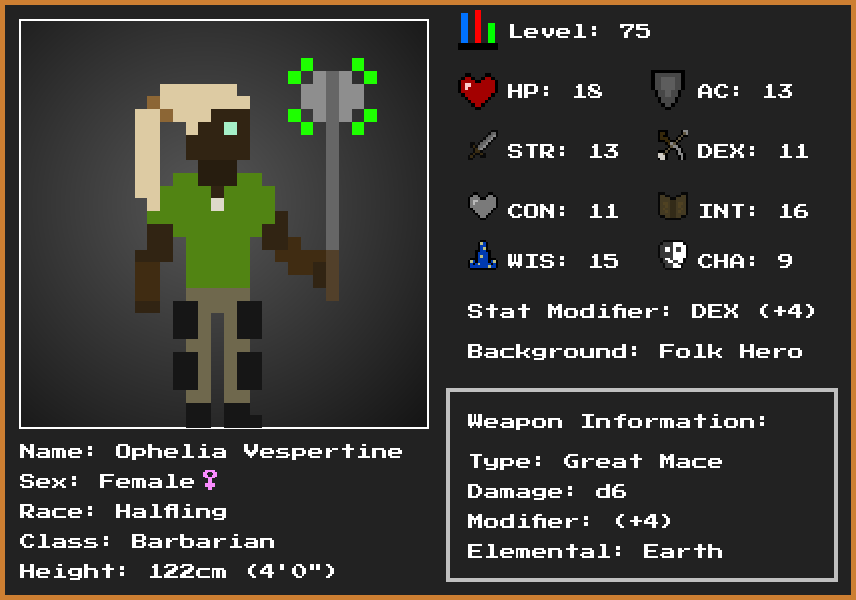 Level: 75
HP: 18 AC: 13
STR: 13 DEX: 11
CON: 11 INT: 16
WIS: 15 CHA: 9
Stat Modifier: DEX (+4)
Background: Folk Hero
Weapon Information:
Type: Great Mace
Damage: d6
Modifier: (+4)
Elemental: Earth
Name: Ophelia Vespertine
Sex: Female♀
Race: Halfling
Class: Barbarian
Height: 122cm (4'0")